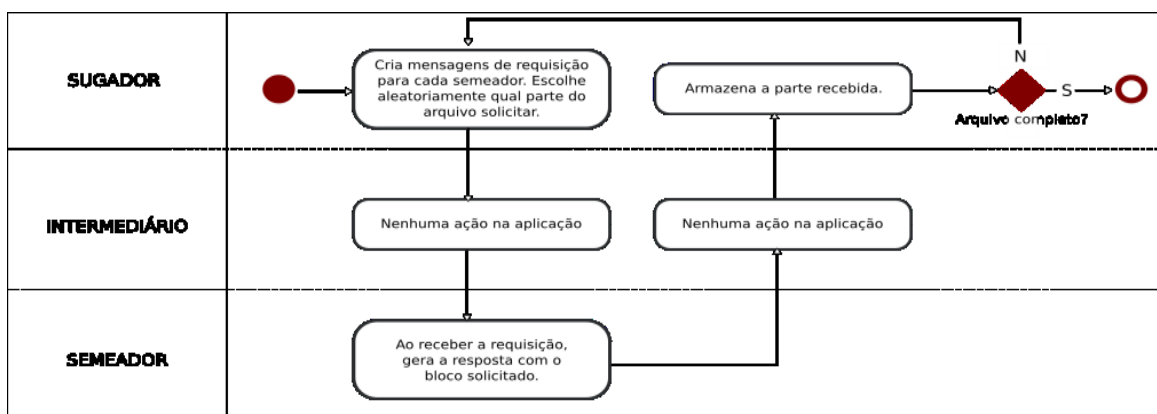 SUGADOR
Cria mensagens de requisição
para cada semeador. Escolhe
aleatoriamente qual parte do
arquivo solicitar.
Armazena a parte recebida.
N
S
Arquivo completo?
INTERMEDIÁRIO
Nenhuma ação na aplicação
Nenhuma ação na aplicação
SEMEADOR
Ao receber a requisição,
gera a resposta com o
bloco solicitado.